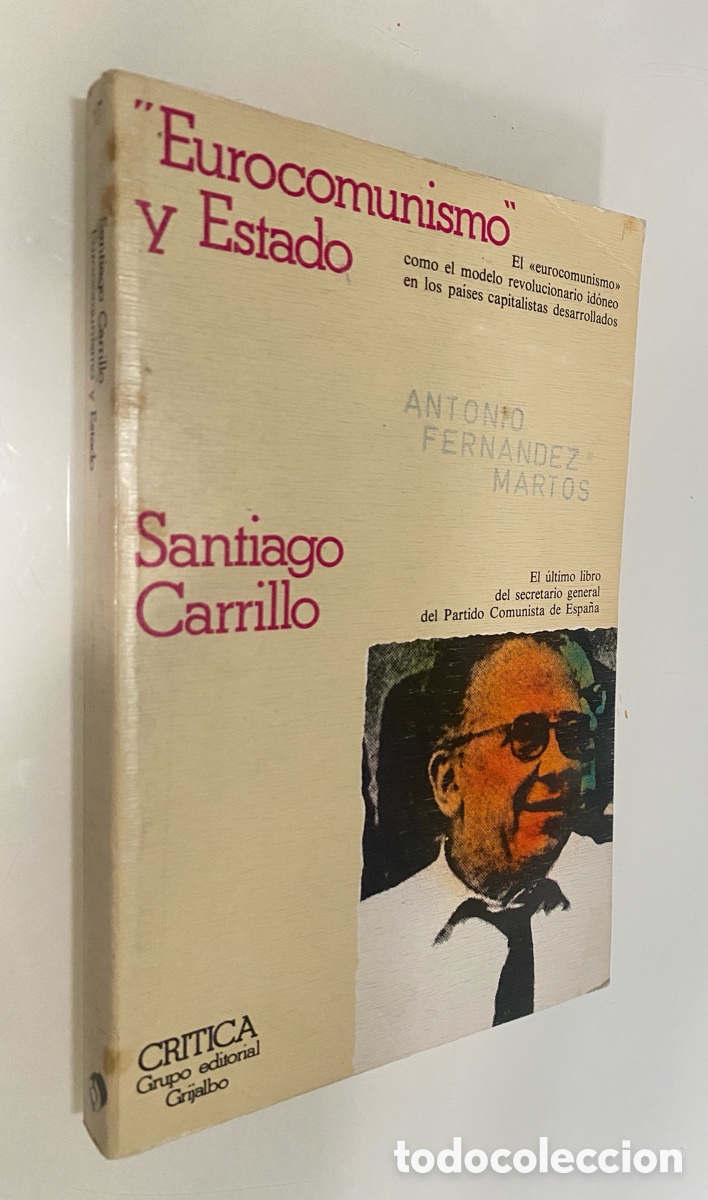 "Eurocomunismo"
y Estado
El «eurocomunismo»
como el modelo revolucionario idóneo
en los países capitalistas desarrollados
ANTONIO
FERNANDEZ
MARTOS
Santiago
Carrillo
El último libro
del secretario general
del Partido Comunista de España
CRITICA
Grupo editorial
Grijalbo
Santiago Carrillo
Eurocomunismo y Estado
todocoleccion